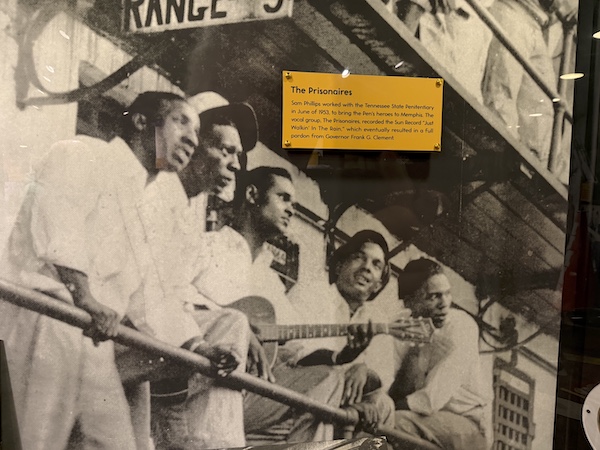 RANGE 5
The Prisonaires
Sam Phillips worked with the Tennessee State Penitentiary
in June of 1953, to bring the Pen's heroes to Memphis. The
vocal group, The Prisonaires, recorded the Sun Record "Just
Walkin' In The Rain," which eventually resulted in a full
pardon from Governor Frank G. Clement.